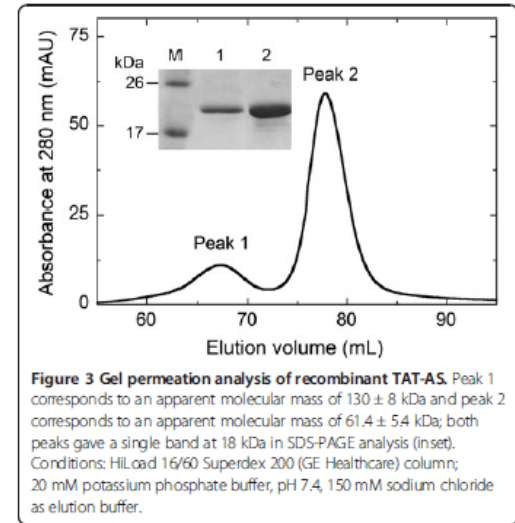 75
50
25
0
Absorbance at 280 nm (mAU)
kDa M 1 2
26
17
Peak 2
Peak 1
60 70 80 90
Elution volume (mL)
Figure 3 Gel permeation analysis of recombinant TAT-AS. Peak 1
corresponds to an apparent molecular mass of 130 ± 8 kDa and peak 2
corresponds to an apparent molecular mass of 61.4 ± 5.4 kDa; both
peaks gave a single band at 18 kDa in SDS-PAGE analysis (inset).
Conditions: HiLoad 16/60 Superdex 200 (GE Healthcare) column;
20 mM potassium phosphate buffer, pH 7.4, 150 mM sodium chloride
as elution buffer.